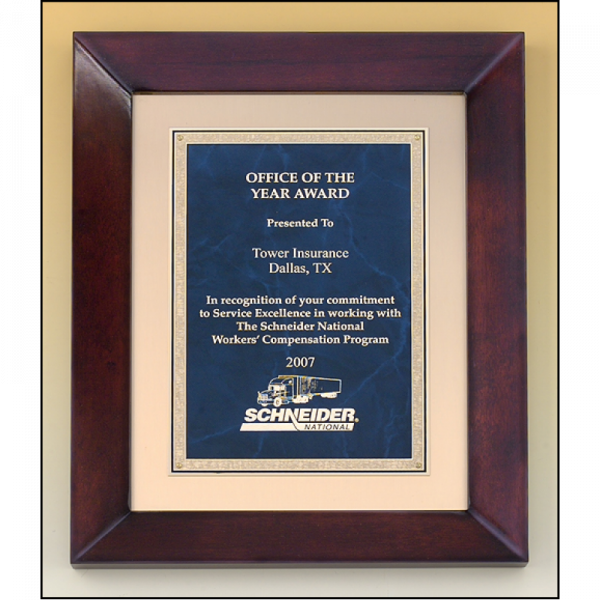 OFFICE OF THE
YEAR AWARD
Presented To
Tower Insurance
Dallas, TX
In recognition of your commitment
to Service Excellence in working with
The Schneider National
Workers' Compensation Program
2007
SCHNEIDER®
NATIONAL